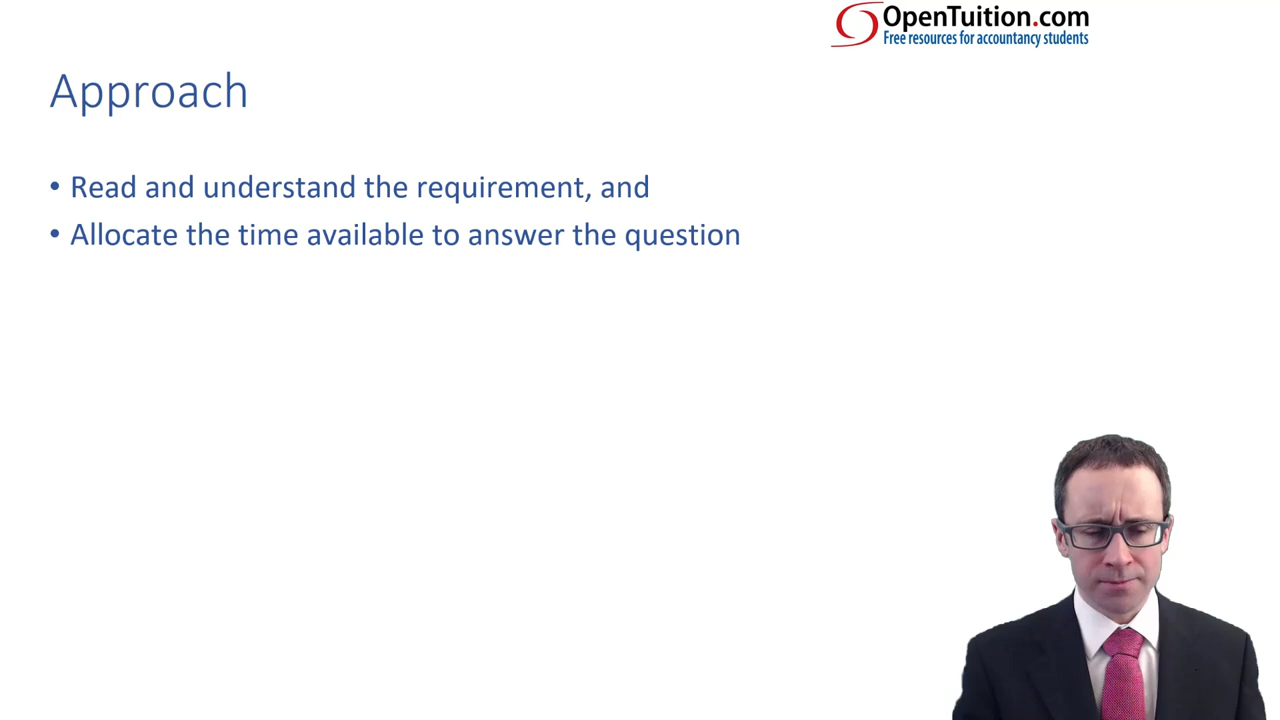 OpenTuition.com
Free resources for accountancy students
Approach
• Read and understand the requirement, and
• Allocate the time available to answer the question